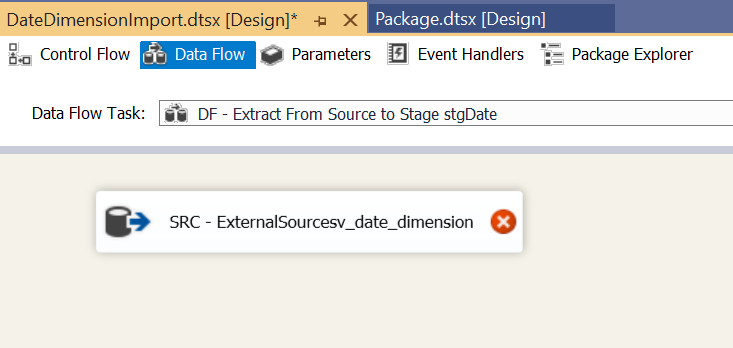 DateDimensionImport.dtsx [Design]* Package.dtsx [Design]
Control Flow Data Flow Parameters Event Handlers Package Explorer
Data Flow Task: DF - Extract From Source to Stage stgDate
SRC - ExternalSourcesv_date_dimension